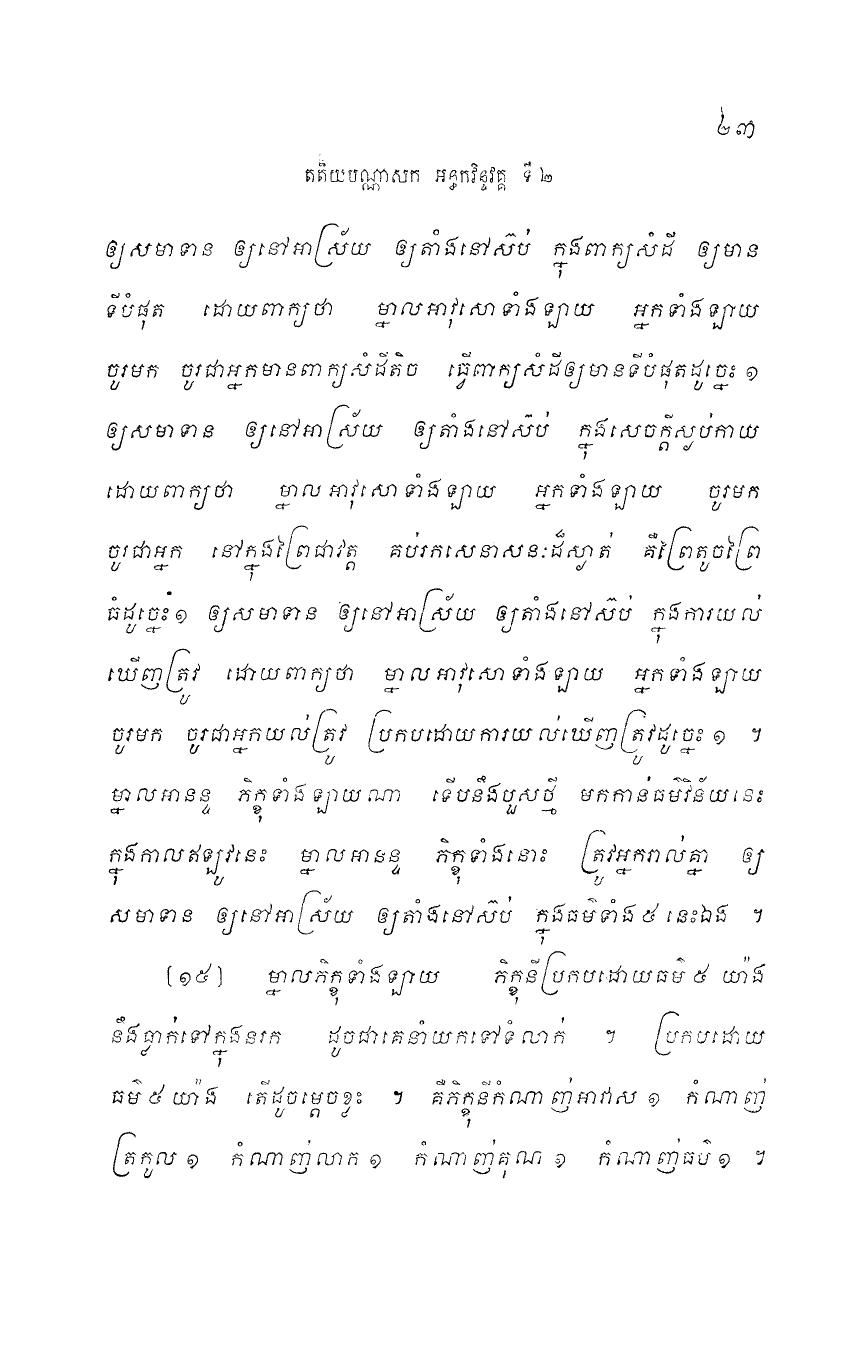 ២៣
តតិយបណ្ណាសក អន្ធកវិន្ទវគ្គ ទី ២
ឲ្យសមាទាន ឲ្យនៅអាស្រ័យ ឲ្យតាំងនៅស៊ប់ ក្នុងពាក្យសំដី ឲ្យមាន
ទីបំផុត ដោយពាក្យថា ម្នាលអាវុសោទាំងឡាយ អ្នកទាំងឡាយ
ចូរមក ចូរជាអ្នកមានពាក្យសំដីតិច ធ្វើពាក្យសំដីឲ្យមានទីបំផុតដូច្នេះ ១
ឲ្យសមាទាន ឲ្យនៅអាស្រ័យ ឲ្យតាំងនៅស៊ប់ ក្នុងសេចក្តីស្ងប់កាយ
ដោយពាក្យថា ម្នាលអាវុសោទាំងឡាយ អ្នកទាំងឡាយ ចូរមក
ចូរជាអ្នក នៅក្នុងព្រៃជាវត្ត គប់រកសេនាសនៈដ៏ស្ងាត់ គឺព្រៃតូចព្រៃ
ធំដូច្នេះ ១ ឲ្យសមាទាន ឲ្យនៅអាស្រ័យ ឲ្យតាំងនៅស៊ប់ ក្នុងការយល់
ឃើញត្រូវ ដោយពាក្យថា ម្នាលអាវុសោទាំងឡាយ អ្នកទាំងឡាយ
ចូរមក ចូរជាអ្នកយល់ត្រូវ ប្រកបដោយការយល់ឃើញត្រូវដូច្នេះ ១ ។
ម្នាលអានន្ទ ភិក្ខុទាំងឡាយណា ទើបនឹងបួសថ្មី មកកាន់ធម៌វិន័យនេះ
ក្នុងកាលឥឡូវនេះ ម្នាលអានន្ទ ភិក្ខុទាំងនោះ ត្រូវអ្នករាល់គ្នា ឲ្យ
សមាទាន ឲ្យនៅអាស្រ័យ ឲ្យតាំងនៅស៊ប់ ក្នុងធម៌ទាំង ៥ នេះឯង ។
(១៥) ម្នាលភិក្ខុទាំងឡាយ ភិក្ខុនីប្រកបដោយធម៌ ៥ យ៉ាង
នឹងធ្លាក់ទៅក្នុងនរក ដូចជាគេនាំយកទៅទំលាក់ ។ ប្រកបដោយ
ធម៌ ៥ យ៉ាង តើដូចម្តេចខ្លះ ។ គឺភិក្ខុនីកំណាញ់អាវាស ១ កំណាញ់
ត្រកូល ១ កំណាញ់លាភ ១ កំណាញ់គុណ ១ កំណាញ់ធម៌ ១ ។